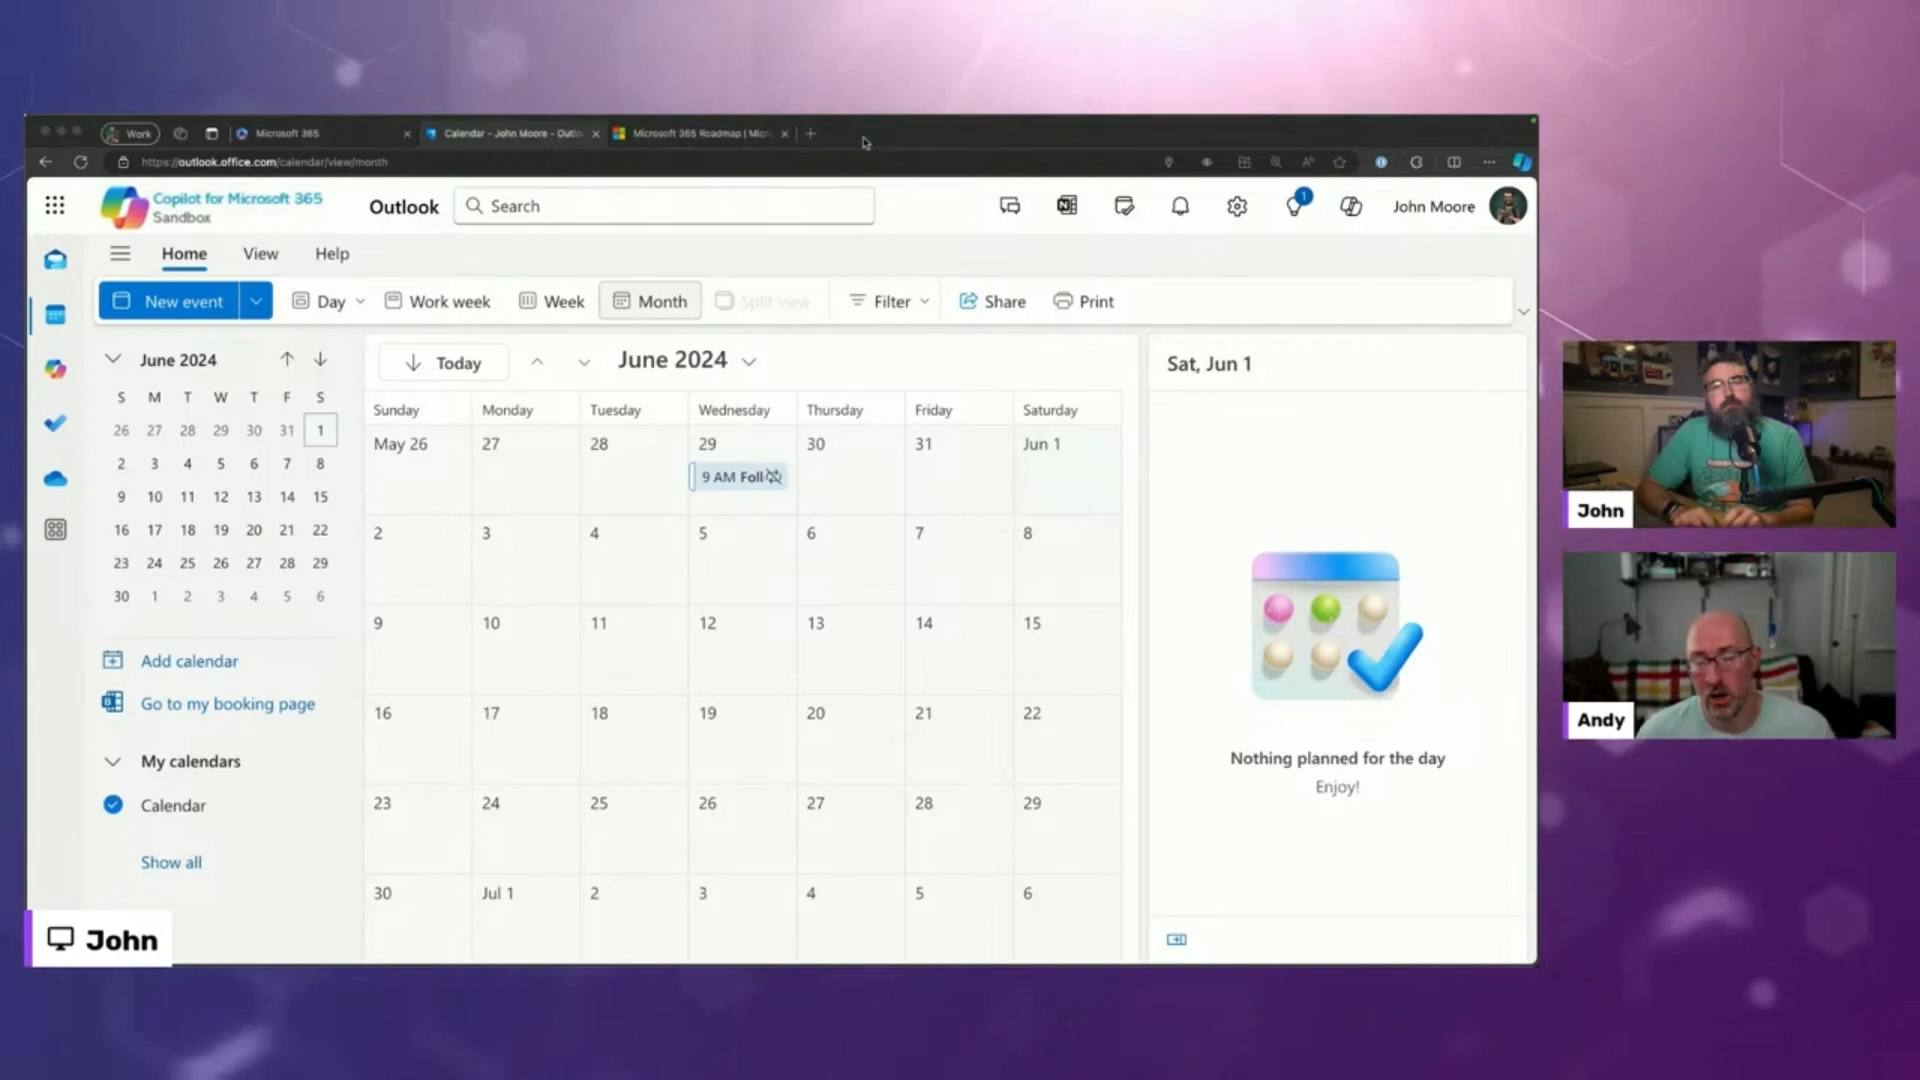 Work
Microsoft 365
Calendar - John Moore - Outlo
Microsoft 365 Roadmap | Micr
https://outlook.office.com/calendar/view/month
Copilot for Microsoft 365
Sandbox
Outlook
Search
1
John Moore
Home View Help
New event Day Work week Week Month Split view Filter Share Print
June 2024
S M T W T F S
26 27 28 29 30 31 1
2 3 4 5 6 7 8
9 10 11 12 13 14 15
16 17 18 19 20 21 22
23 24 25 26 27 28 29
30 1 2 3 4 5 6
Add calendar
Go to my booking page
My calendars
Calendar
Show all
Today June 2024
Sunday Monday Tuesday Wednesday Thursday Friday Saturday
May 26 27 28 29 30 31 Jun 1
9 AM Foll
2 3 4 5 6 7 8
9 10 11 12 13 14 15
16 17 18 19 20 21 22
23 24 25 26 27 28 29
30 Jul 1 2 3 4 5 6
Sat, Jun 1
Nothing planned for the day
Enjoy!
John
John
Andy